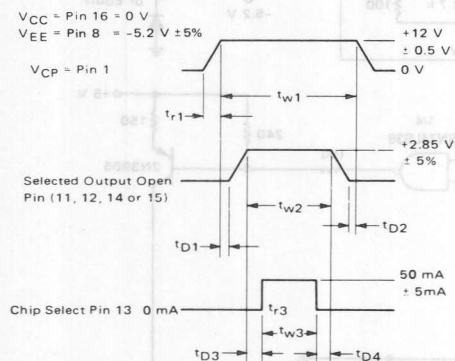 VCC = Pin 16 = 0 V
VEE = Pin 8 = -5.2 V ±5%
VCP = Pin 1
+12 V
± 0.5 V
0 V
tr1
tw1
+2.85 V
± 5%
Selected Output Open
Pin (11, 12, 14 or 15)
tw2
tD1
tD2
50 mA
± 5mA
Chip Select Pin 13 0 mA
tr3
tw3
tD3
tD4